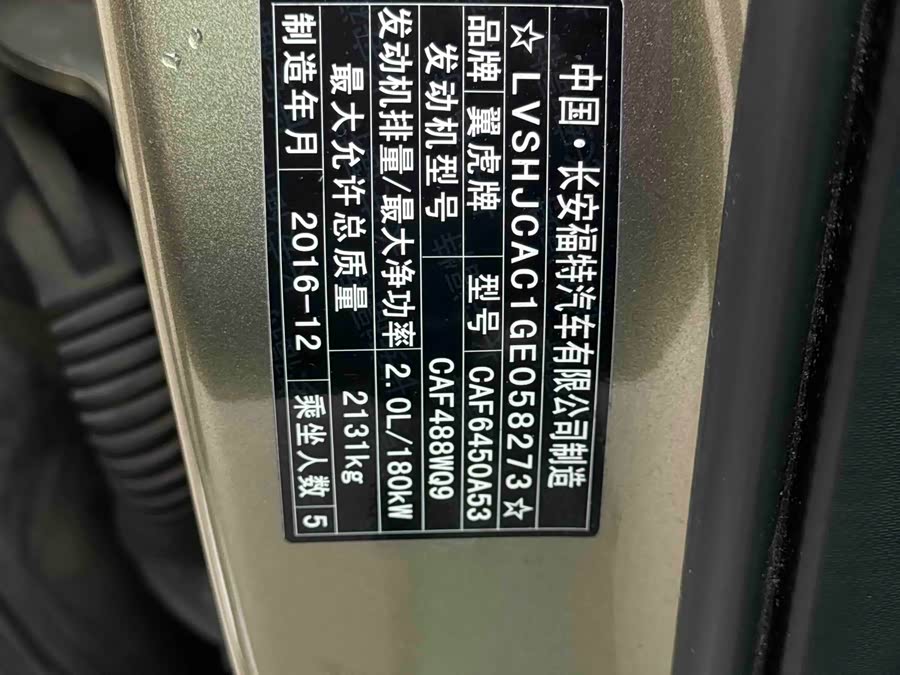 中国·长安福特汽车有限公司制造
☆LVSHJCAC1GE058273☆
品牌 翼虎牌 型号 CAF6450A53
发动机型号 CAF488WQ9
发动机排量/最大净功率 2.0L/180kW
最大允许总质量 2131kg
制造年月 2016-12 乘坐人数 5